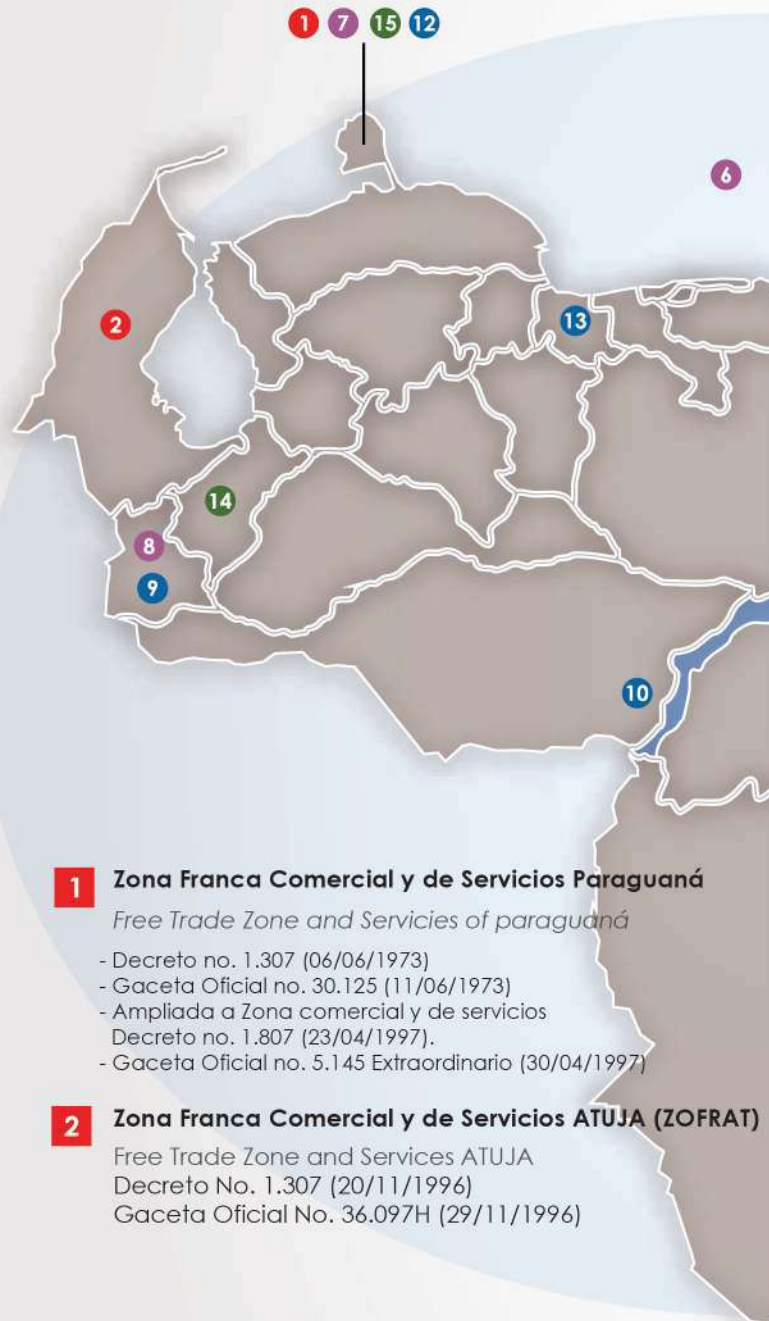 1 7 15 12
6
2
13
14
8
9
10
1 Zona Franca Comercial y de Servicios Paraguaná
Free Trade Zone and Servicies of paraguaná
- Decreto no. 1.307 (06/06/1973)
- Gaceta Oficial no. 30.125 (11/06/1973)
- Ampliada a Zona comercial y de servicios
Decreto no. 1.807 (23/04/1997).
- Gaceta Oficial no. 5.145 Extraordinario (30/04/1997)
2 Zona Franca Comercial y de Servicios ATUJA (ZOFRAT)
Free Trade Zone and Services ATUJA
Decreto No. 1.307 (20/11/1996)
Gaceta Oficial No. 36.097H (29/11/1996)